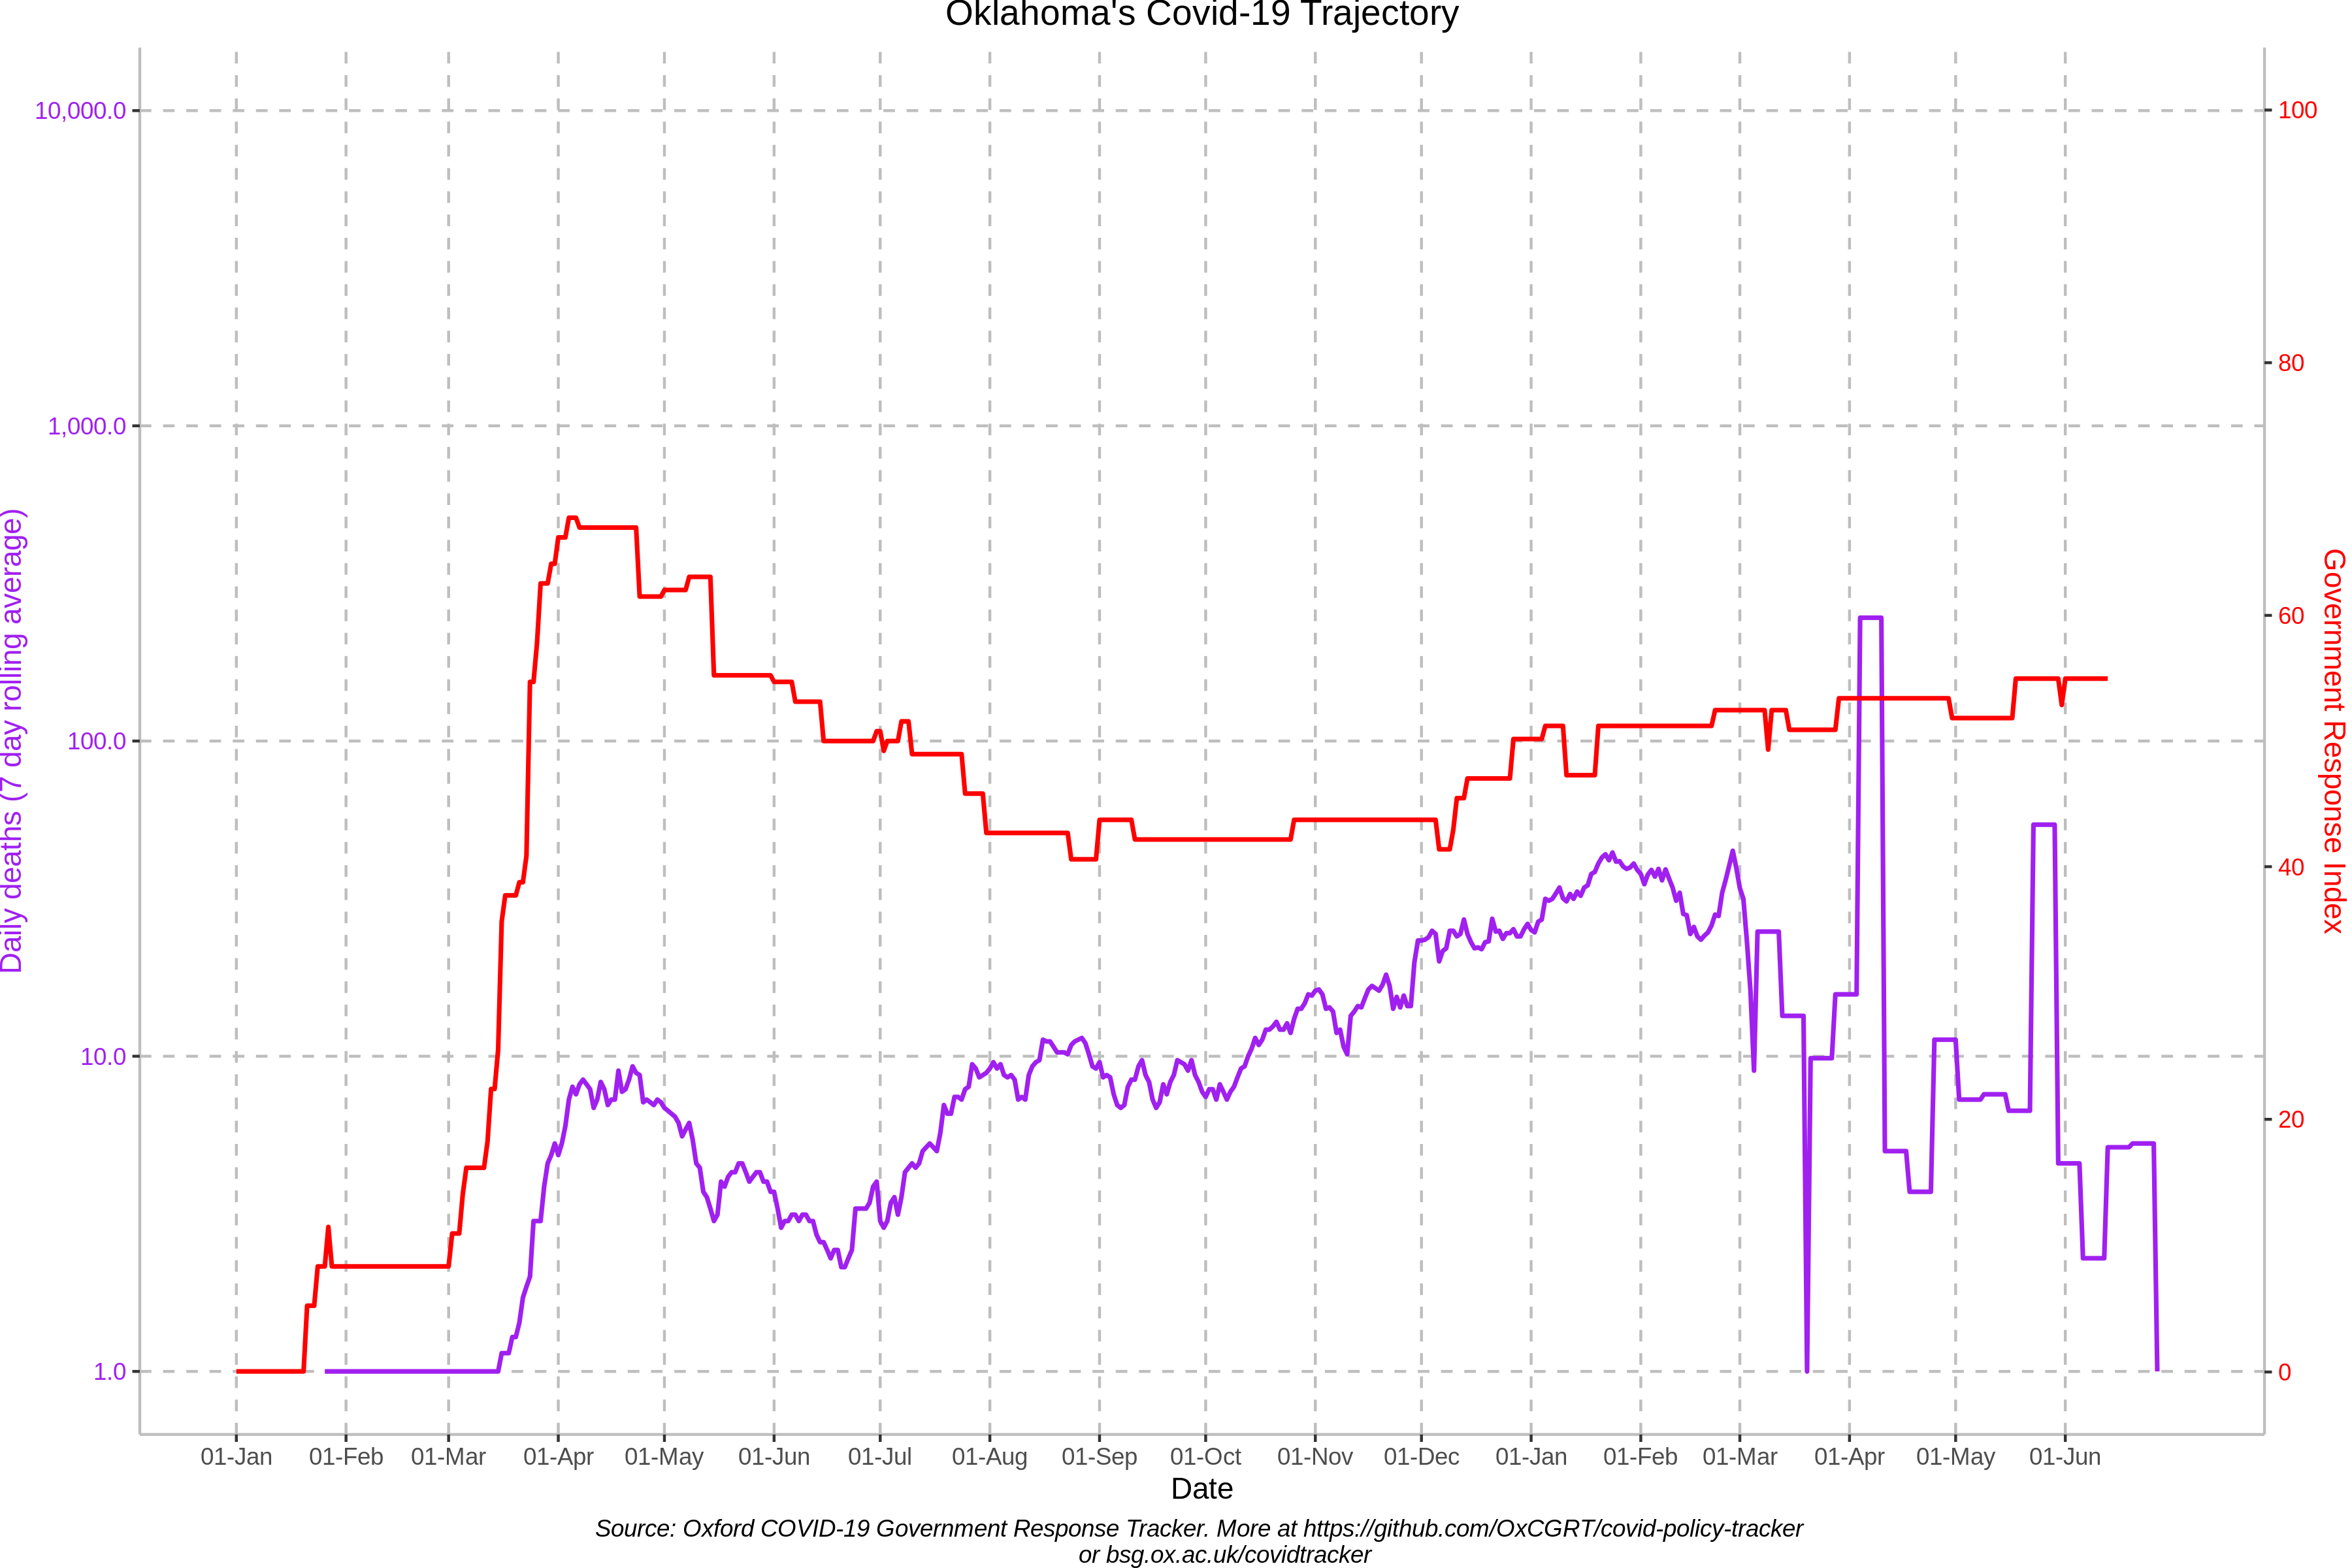 Oklahoma's Covid-19 Trajectory
10,000.0
1,000.0
100.0
10.0
1.0
Daily deaths (7 day rolling average)
100
80
60
40
20
0
Government Response Index
01-Jan 01-Feb 01-Mar 01-Apr 01-May 01-Jun 01-Jul 01-Aug 01-Sep 01-Oct 01-Nov 01-Dec 01-Jan 01-Feb 01-Mar 01-Apr 01-May 01-Jun
Date
Source: Oxford COVID-19 Government Response Tracker. More at https://github.com/OxCGRT/covid-policy-tracker
or bsg.ox.ac.uk/covidtracker